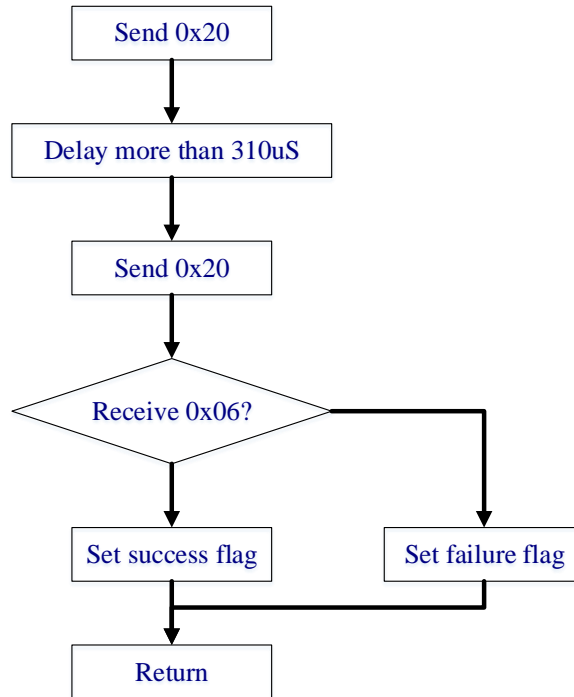 Send 0x20
Delay more than 310uS
Send 0x20
Receive 0x06?
Set success flag
Set failure flag
Return